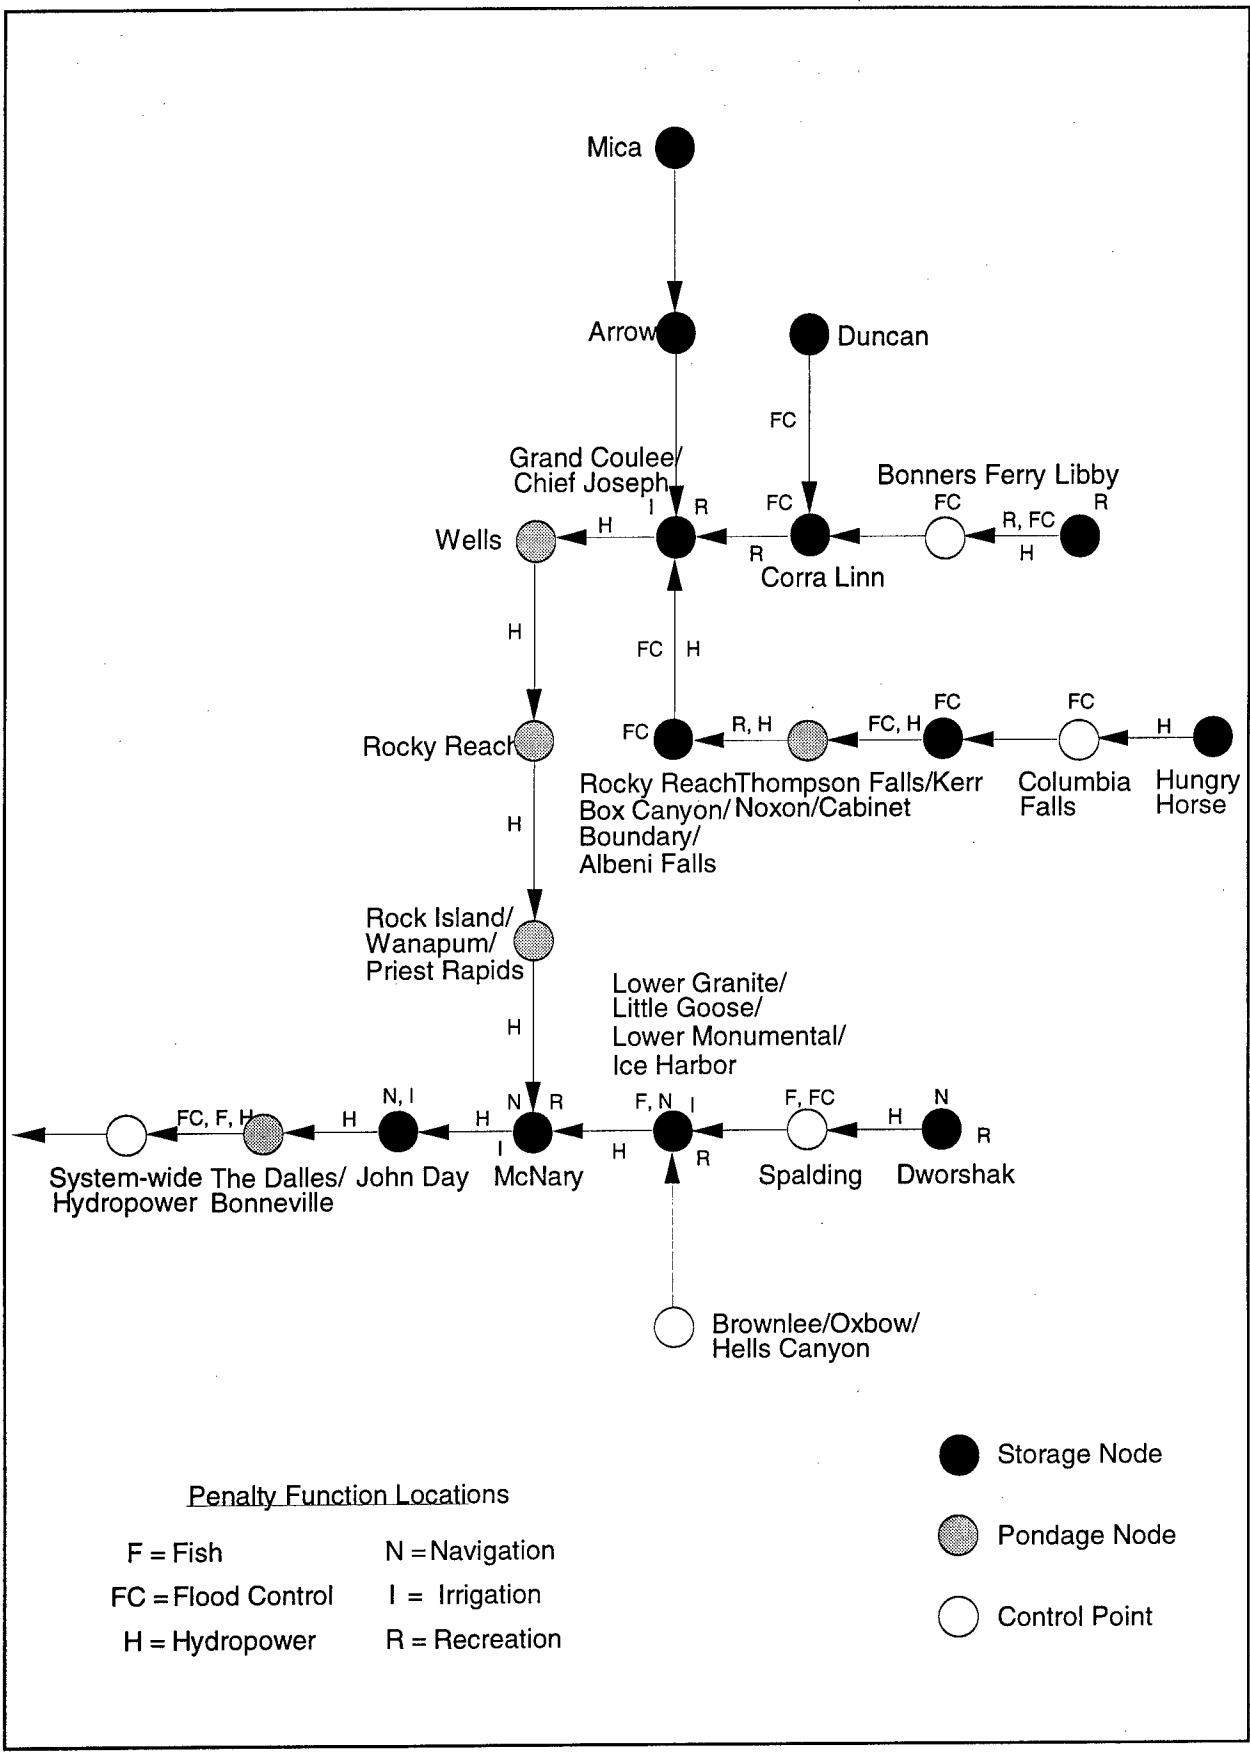 Mica
Arrow
Duncan
FC
Grand Coulee/
Chief Joseph
Bonners Ferry Libby
I
R
FC
FC
R
R, FC
H
Wells
H
R
Corra Linn
H
FC
H
FC
FC
FC
R, H
FC, H
H
Rocky Reach
Rocky Reach
Box Canyon/
Boundary/
Albeni Falls
Thompson Falls/Kerr
Noxon/Cabinet
Columbia
Falls
Hungry
Horse
H
Rock Island/
Wanapum/
Priest Rapids
Lower Granite/
Little Goose/
Lower Monumental/
Ice Harbor
H
FC, F, H
H
N, I
H
N
R
I
F, N
I
H
R
F, FC
H
N
R
System-wide
Hydropower
The Dalles/
Bonneville
John Day
McNary
Spalding
Dworshak
Brownlee/Oxbow/
Hells Canyon
Storage Node
Pondage Node
Control Point
Penalty Function Locations
F = Fish
N = Navigation
FC = Flood Control
I = Irrigation
H = Hydropower
R = Recreation